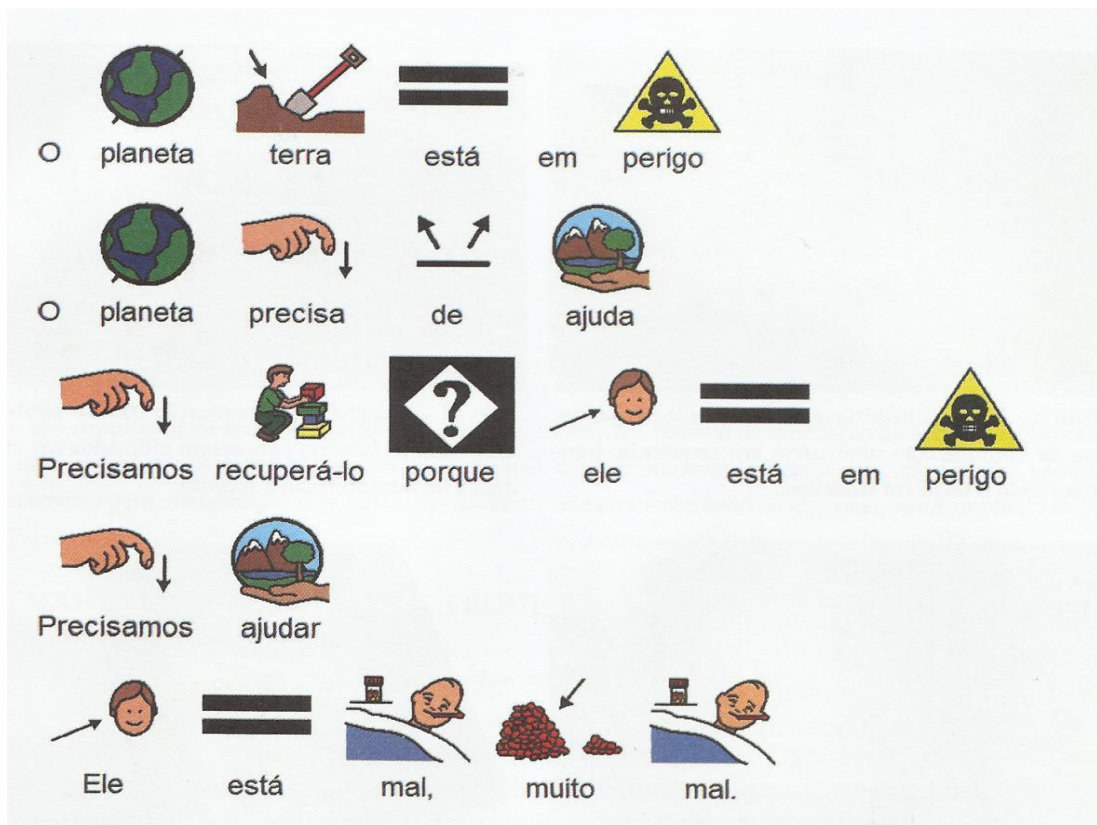 O planeta terra está em perigo
O planeta precisa de ajuda
Precisamos recuperá-lo porque ele está em perigo
Precisamos ajudar
Ele está mal, muito mal.